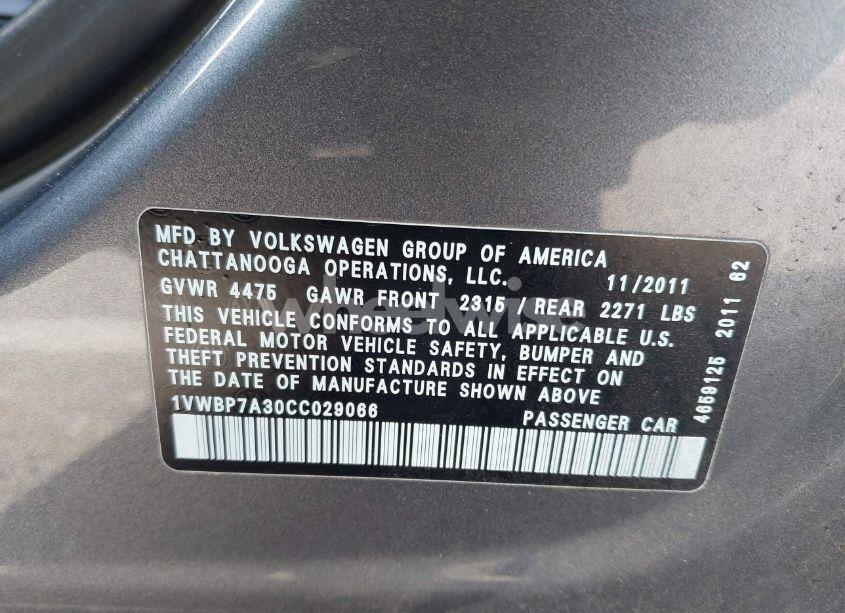 MFD BY VOLKSWAGEN GROUP OF AMERICA
CHATTANOOGA OPERATIONS, LLC. 11/2011
GVWR 4475 GAWR FRONT 2315 / REAR 2271 LBS
THIS VEHICLE CONFORMS TO ALL APPLICABLE U.S.
FEDERAL MOTOR VEHICLE SAFETY, BUMPER AND
THEFT PREVENTION STANDARDS IN EFFECT ON
THE DATE OF MANUFACTURE SHOWN ABOVE
1VWBP7A30CC029066 PASSENGER CAR
4659125 2011 62
wheelwise